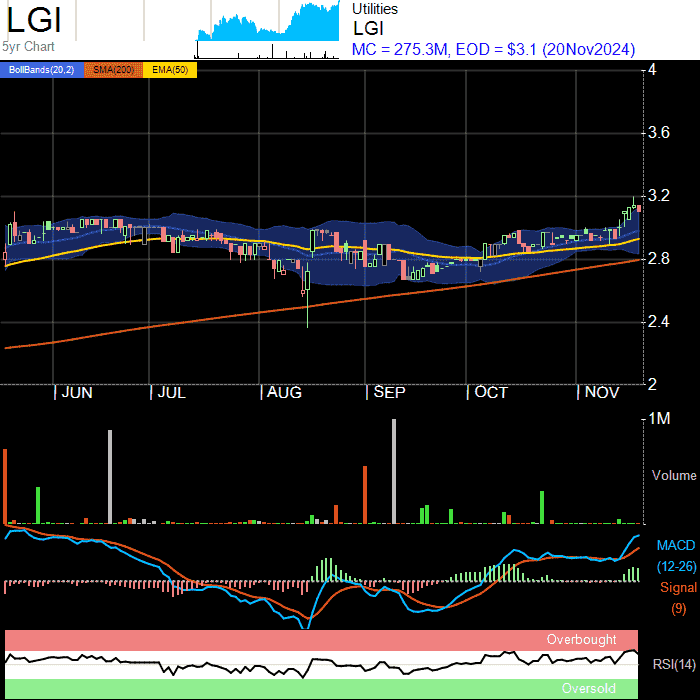 LGI
5yr Chart
Utilities
LGI
MC = 275.3M, EOD = $3.1 (20Nov2024)
BollBands(20,2) SMA(200) EMA(50)
4
3.6
3.2
2.8
2.4
2
JUN JUL AUG SEP OCT NOV
1M
Volume
MACD
(12-26)
Signal
(9)
Overbought
RSI(14)
Oversold